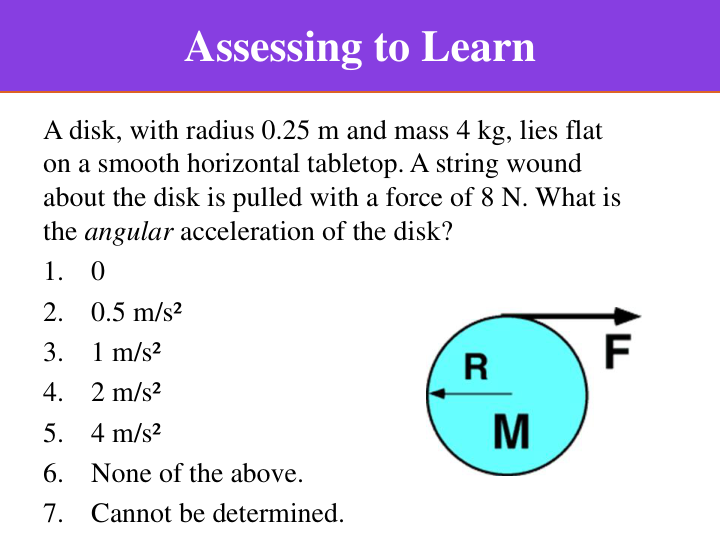 Assessing to Learn
A disk, with radius 0.25 m and mass 4 kg, lies flat
on a smooth horizontal tabletop. A string wound
about the disk is pulled with a force of 8 N. What is
the angular acceleration of the disk?
1. 0
2. 0.5 m/s²
3. 1 m/s²
4. 2 m/s²
5. 4 m/s²
6. None of the above.
7. Cannot be determined.
F
R
M